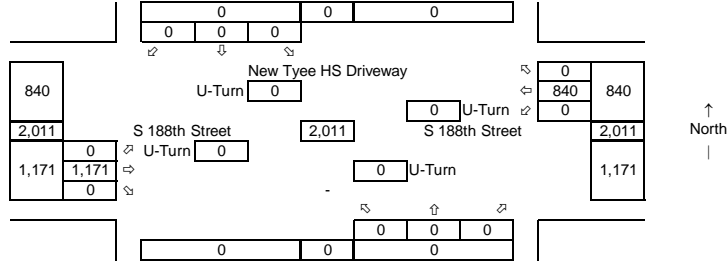 0 0 0
0 0 0
⬃ ⇩ ⬂
New Tyee HS Driveway ⬁ 0
840 U-Turn 0 ⇦ 840 840
0 U-Turn ⬃ 0
2,011 S 188th Street 2,011 S 188th Street 2,011
↑
North
|
0 ⬀ U-Turn 0
1,171 1,171 ⇨ 0 U-Turn 1,171
0 ⬂ -
⬁ ⇧ ⬀
0 0 0
0 0 0